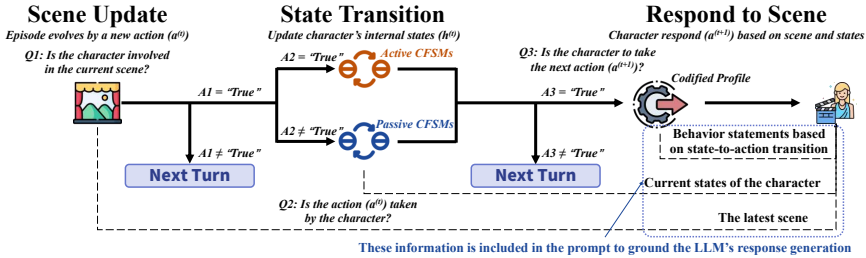 Scene Update
Episode evolves by a new action (a⁽ᵗ⁾)
Q1: Is the character involved
in the current scene?
A1 = "True"
A1 ≠ "True"
Next Turn
State Transition
Update character's internal states (h⁽ᵗ⁾)
A2 = "True"
Active CFSMs
A2 ≠ "True"
Passive CFSMs
Q2: Is the action (a⁽ᵗ⁾) taken
by the character?
Respond to Scene
Character respond (a⁽ᵗ⁺¹⁾) based on scene and states
Q3: Is the character to take
the next action (a⁽ᵗ⁺¹⁾)?
A3 = "True"
A3 ≠ "True"
Next Turn
Codified Profile
Behavior statements based
on state-to-action transition
Current states of the character
The latest scene
These information is included in the prompt to ground the LLM's response generation